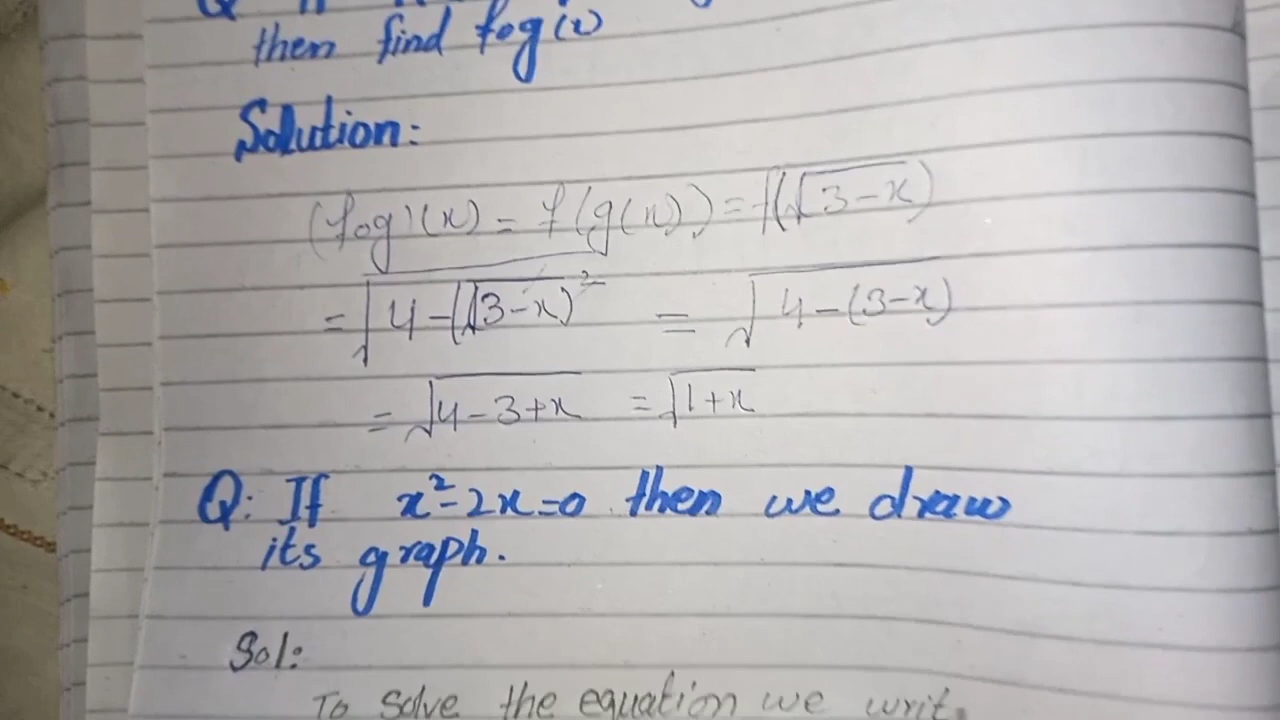 then find fog(x)
Solution:
(fog)(x) = f(g(x)) = f(√3-x)
= √4-(√3-x)² = √4-(3-x)
= √4-3+x = √1+x
Q: If x²-2x=0 then we draw
its graph.
Sol:
To solve the equation we write